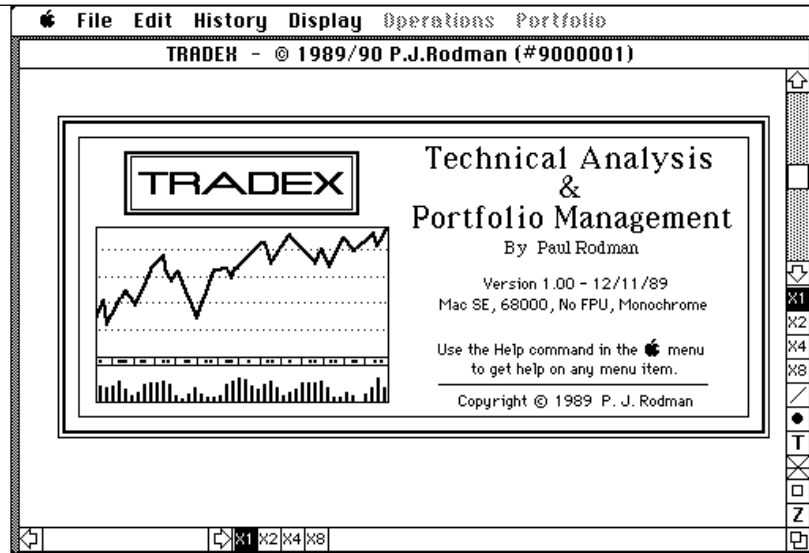 File Edit History Display Operations Portfolio
TRADEX - © 1989/90 P.J.Rodman (#9000001)
TRADEX
Technical Analysis
&
Portfolio Management
By Paul Rodman
Version 1.00 - 12/11/89
Mac SE, 68000, No FPU, Monochrome
Use the Help command in the menu
to get help on any menu item.
Copyright © 1989 P. J. Rodman
X1
X2
X4
X8
T
Z
X1 X2 X4 X8